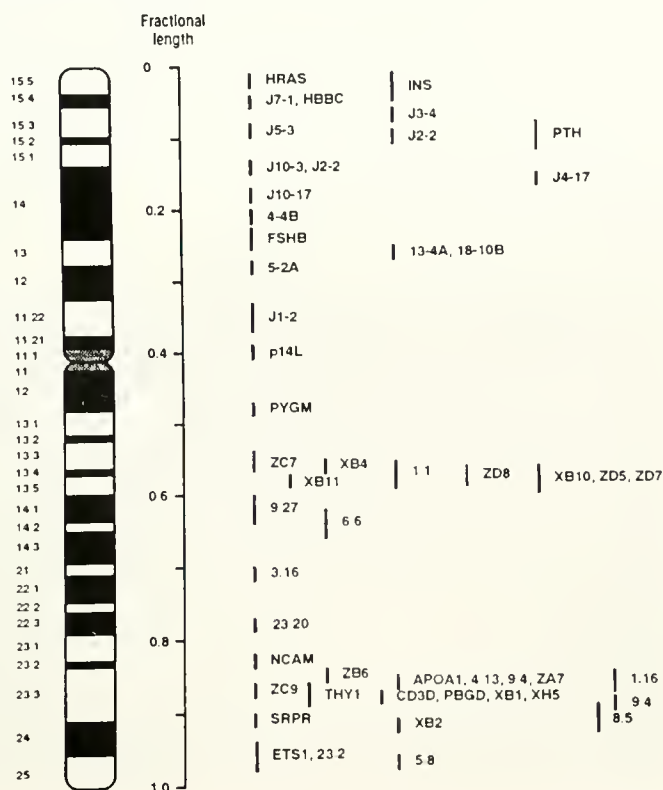 Fractional
length
0
15 5
HRAS
INS
15 4
J7-1, HBBC
15 3
J3-4
J5-3
J2-2
PTH
15 2
15 1
J10-3, J2-2
J4-17
J10-17
14
0.2
4-4B
FSHB
13
13-4A, 18-10B
5-2A
12
11 22
J1-2
11 21
11 1
0.4
p14L
11
12
PYGM
13 1
13 2
13 3
ZC7
XB4
1 1
ZD8
XB10, ZD5, ZD7
13 4
XB11
13 5
0.6
14 1
9 27
14 2
6 6
14 3
21
3.16
22 1
22 2
22 3
23 20
23 1
0.8
NCAM
23 2
ZB6
APOA1, 4 13, 9 4, ZA7
1.16
23 3
ZC9
THY1
CD3D, PBGD, XB1, XH5
9 4
SRPR
XB2
8.5
24
ETS1, 23 2
5 8
25
1.0